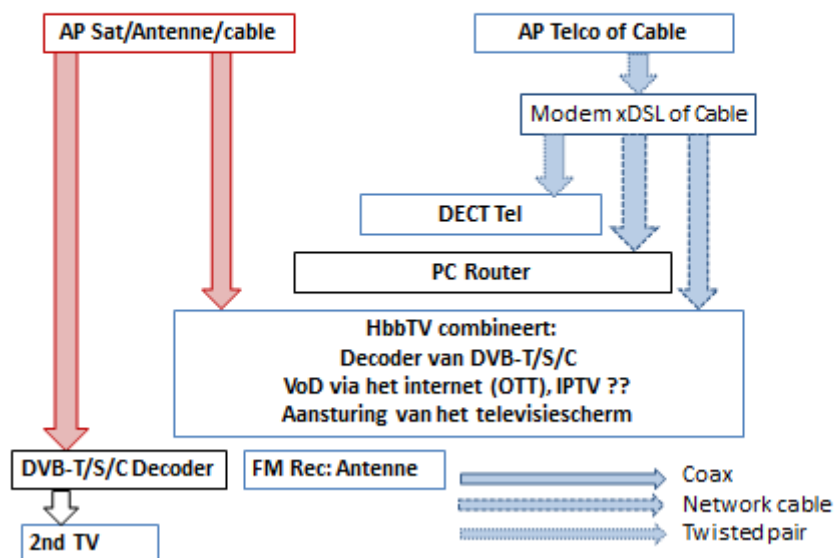 AP Sat/Antenne/cable
AP Telco of Cable
Modem xDSL of Cable
DECT Tel
PC Router
HbbTV combineert:
Decoder van DVB-T/S/C
VoD via het internet (OTT), IPTV ??
Aansturing van het televisiescherm
DVB-T/S/C Decoder
FM Rec: Antenne
Coax
Network cable
Twisted pair
2nd TV